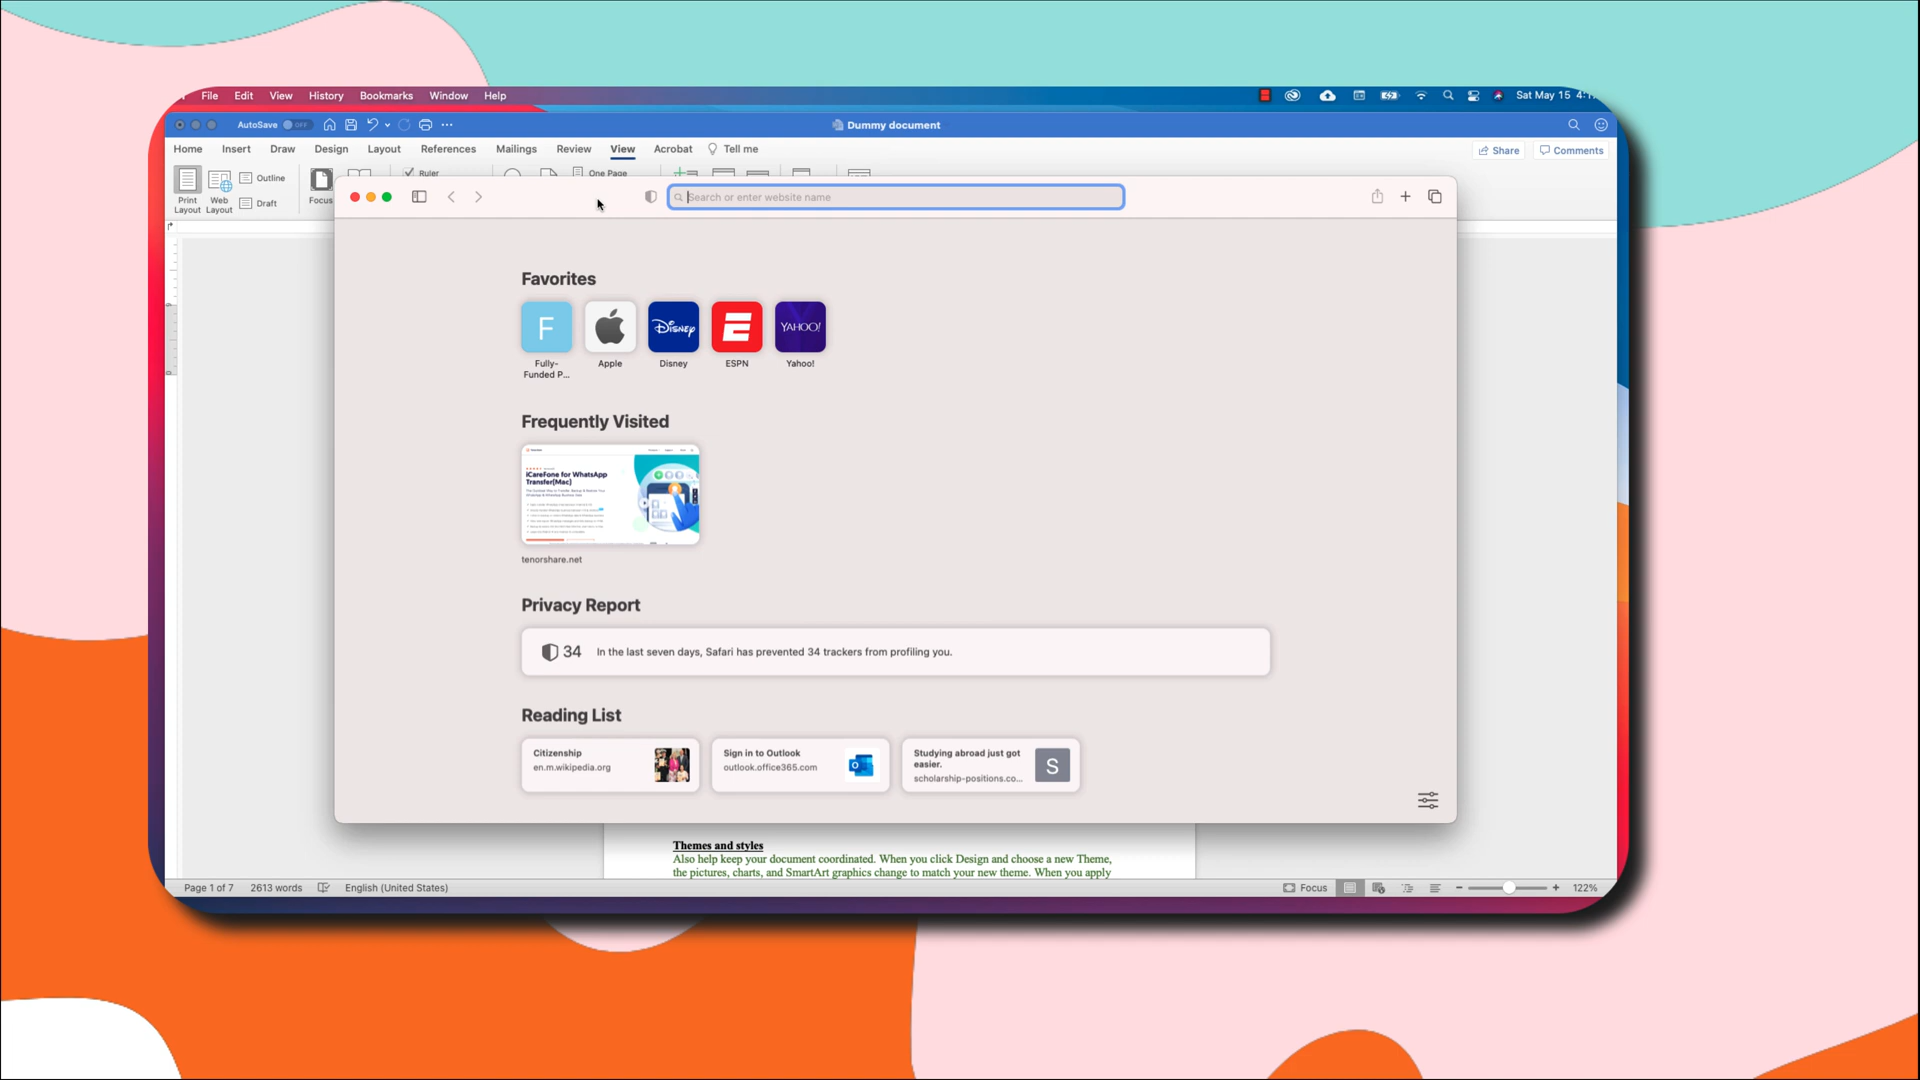 File Edit View History Bookmarks Window Help
Sat May 15
AutoSave OFF
Dummy document
Home Insert Draw Design Layout References Mailings Review View Acrobat Tell me
Share Comments
Outline
Ruler
One Page
Print
Layout
Web
Layout
Draft
Focus
Search or enter website name
Favorites
F
Disney
YAHOO!
Fully-
Funded P...
Apple
Disney
ESPN
Yahoo!
Frequently Visited
iCareFone for WhatsApp
Transfer(Mac)
tenorshare.net
Privacy Report
34 In the last seven days, Safari has prevented 34 trackers from profiling you.
Reading List
Citizenship
en.m.wikipedia.org
Sign in to Outlook
outlook.office365.com
Studying abroad just got
easier.
scholarship-positions.co...
S
Themes and styles
Also help keep your document coordinated. When you click Design and choose a new Theme,
the pictures, charts, and SmartArt graphics change to match your new theme. When you apply
Page 1 of 7 2613 words English (United States)
Focus 122%